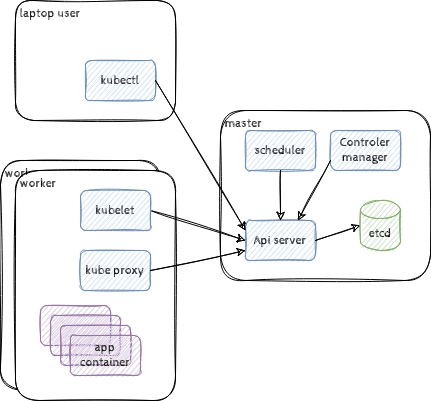 laptop user
kubectl
master
scheduler
Controler
manager
work
worker
kubelet
Api server
etcd
kube proxy
app
container